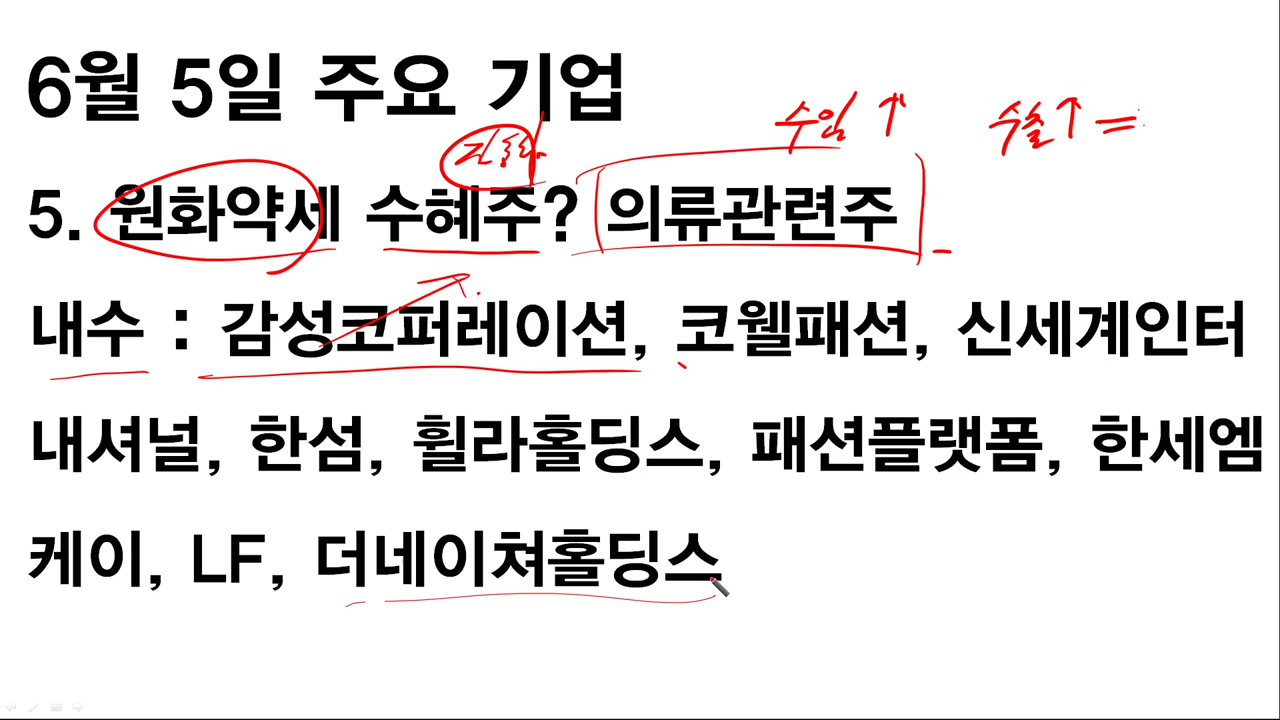 6월 5일 주요 기업
수입 ↑ 수출 ↑ =
5. 원화약세 수혜주? 의류관련주
내수 : 감성코퍼레이션, 코웰패션, 신세계인터
내셔널, 한섬, 휠라홀딩스, 패션플랫폼, 한세엠
케이, LF, 더네이쳐홀딩스